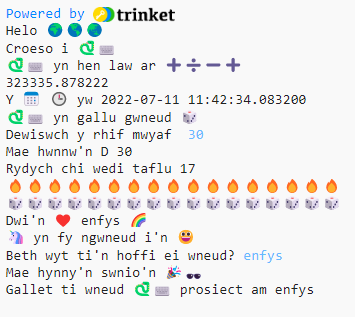 Powered by trinket
Helo 🌍🌎🌏
Croeso i 🐍⌨️
🐍⌨️ yn hen law ar ➕➗➖➕
323335.878222
Y 📅 🕒 yw 2022-07-11 11:42:34.083200
🐍⌨️ yn gallu gwneud 🎲
Dewiswch y rhif mwyaf 30
Mae hwnnw'n D 30
Rydych chi wedi taflu 17
🔥🔥🔥🔥🔥🔥🔥🔥🔥🔥🔥🔥🔥🔥🔥🔥🔥
🎲🎲🎲🎲🎲🎲🎲🎲🎲🎲🎲🎲🎲🎲🎲🎲🎲
Dwi'n ❤️ enfys 🌈
🦄 yn fy ngwneud i'n 😃
Beth wyt ti'n hoffi ei wneud? enfys
Mae hynny'n swnio'n 🎉🕶️
Gallet ti wneud 🐍⌨️ prosiect am enfys